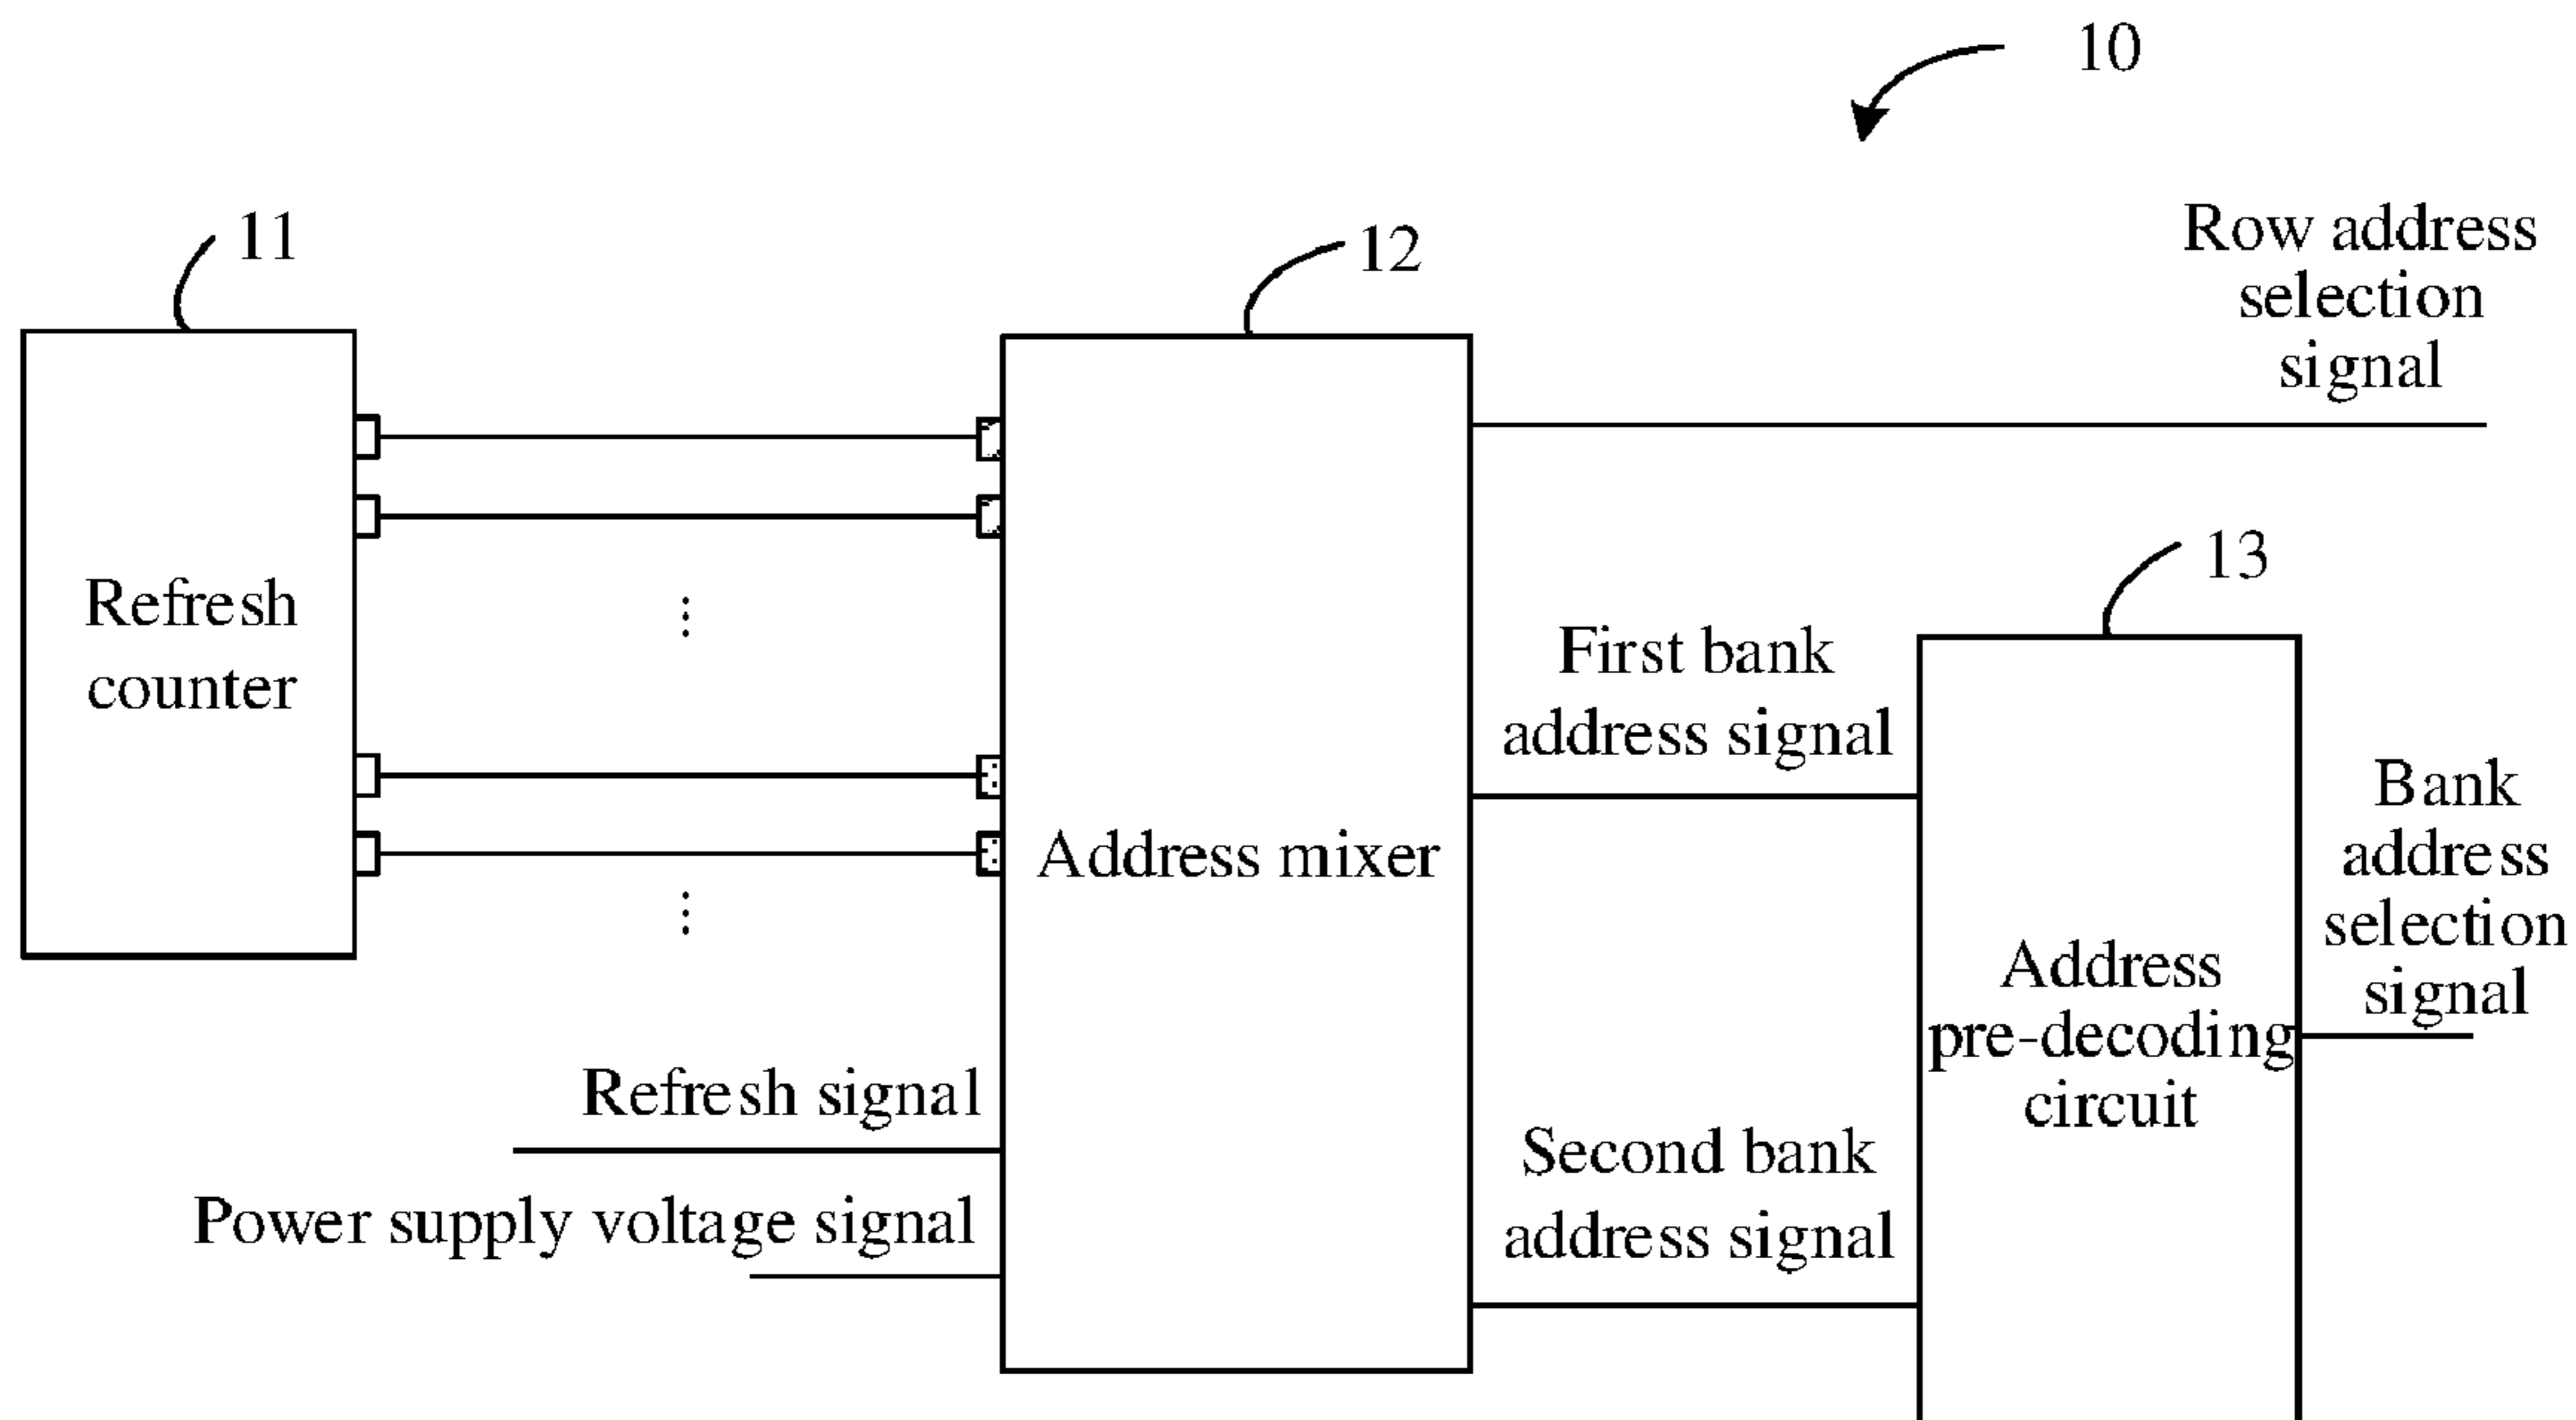 10
11
12
Row address
selection
signal
13
Refresh
counter
First bank
address signal
Bank
address
selection
signal
Address mixer
Address
pre-decoding
circuit
Refresh signal
Second bank
address signal
Power supply voltage signal